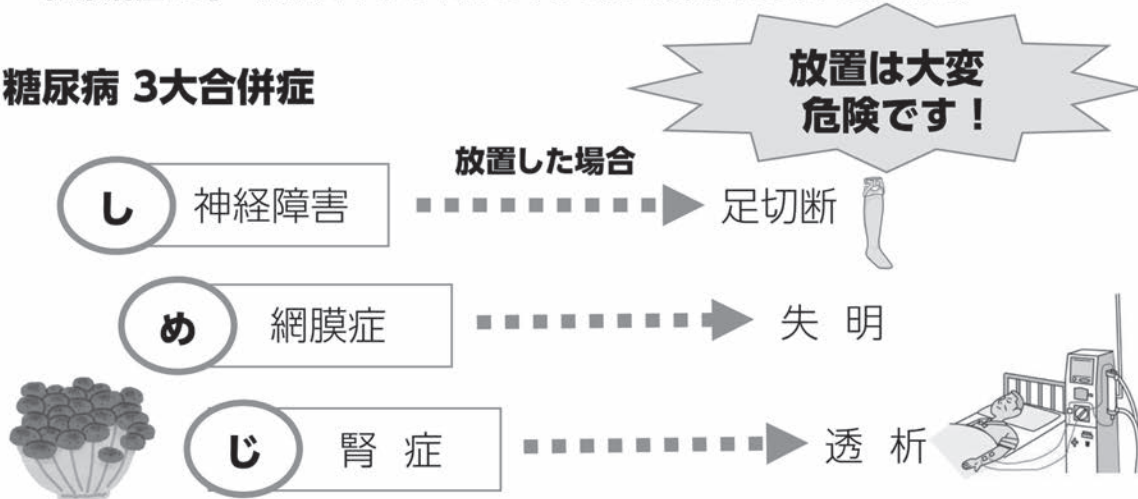 糖尿病 3大合併症
放置は大変
危険です!
放置した場合
し 神経障害 足切断
め 網膜症 失 明
じ 腎 症 透 析